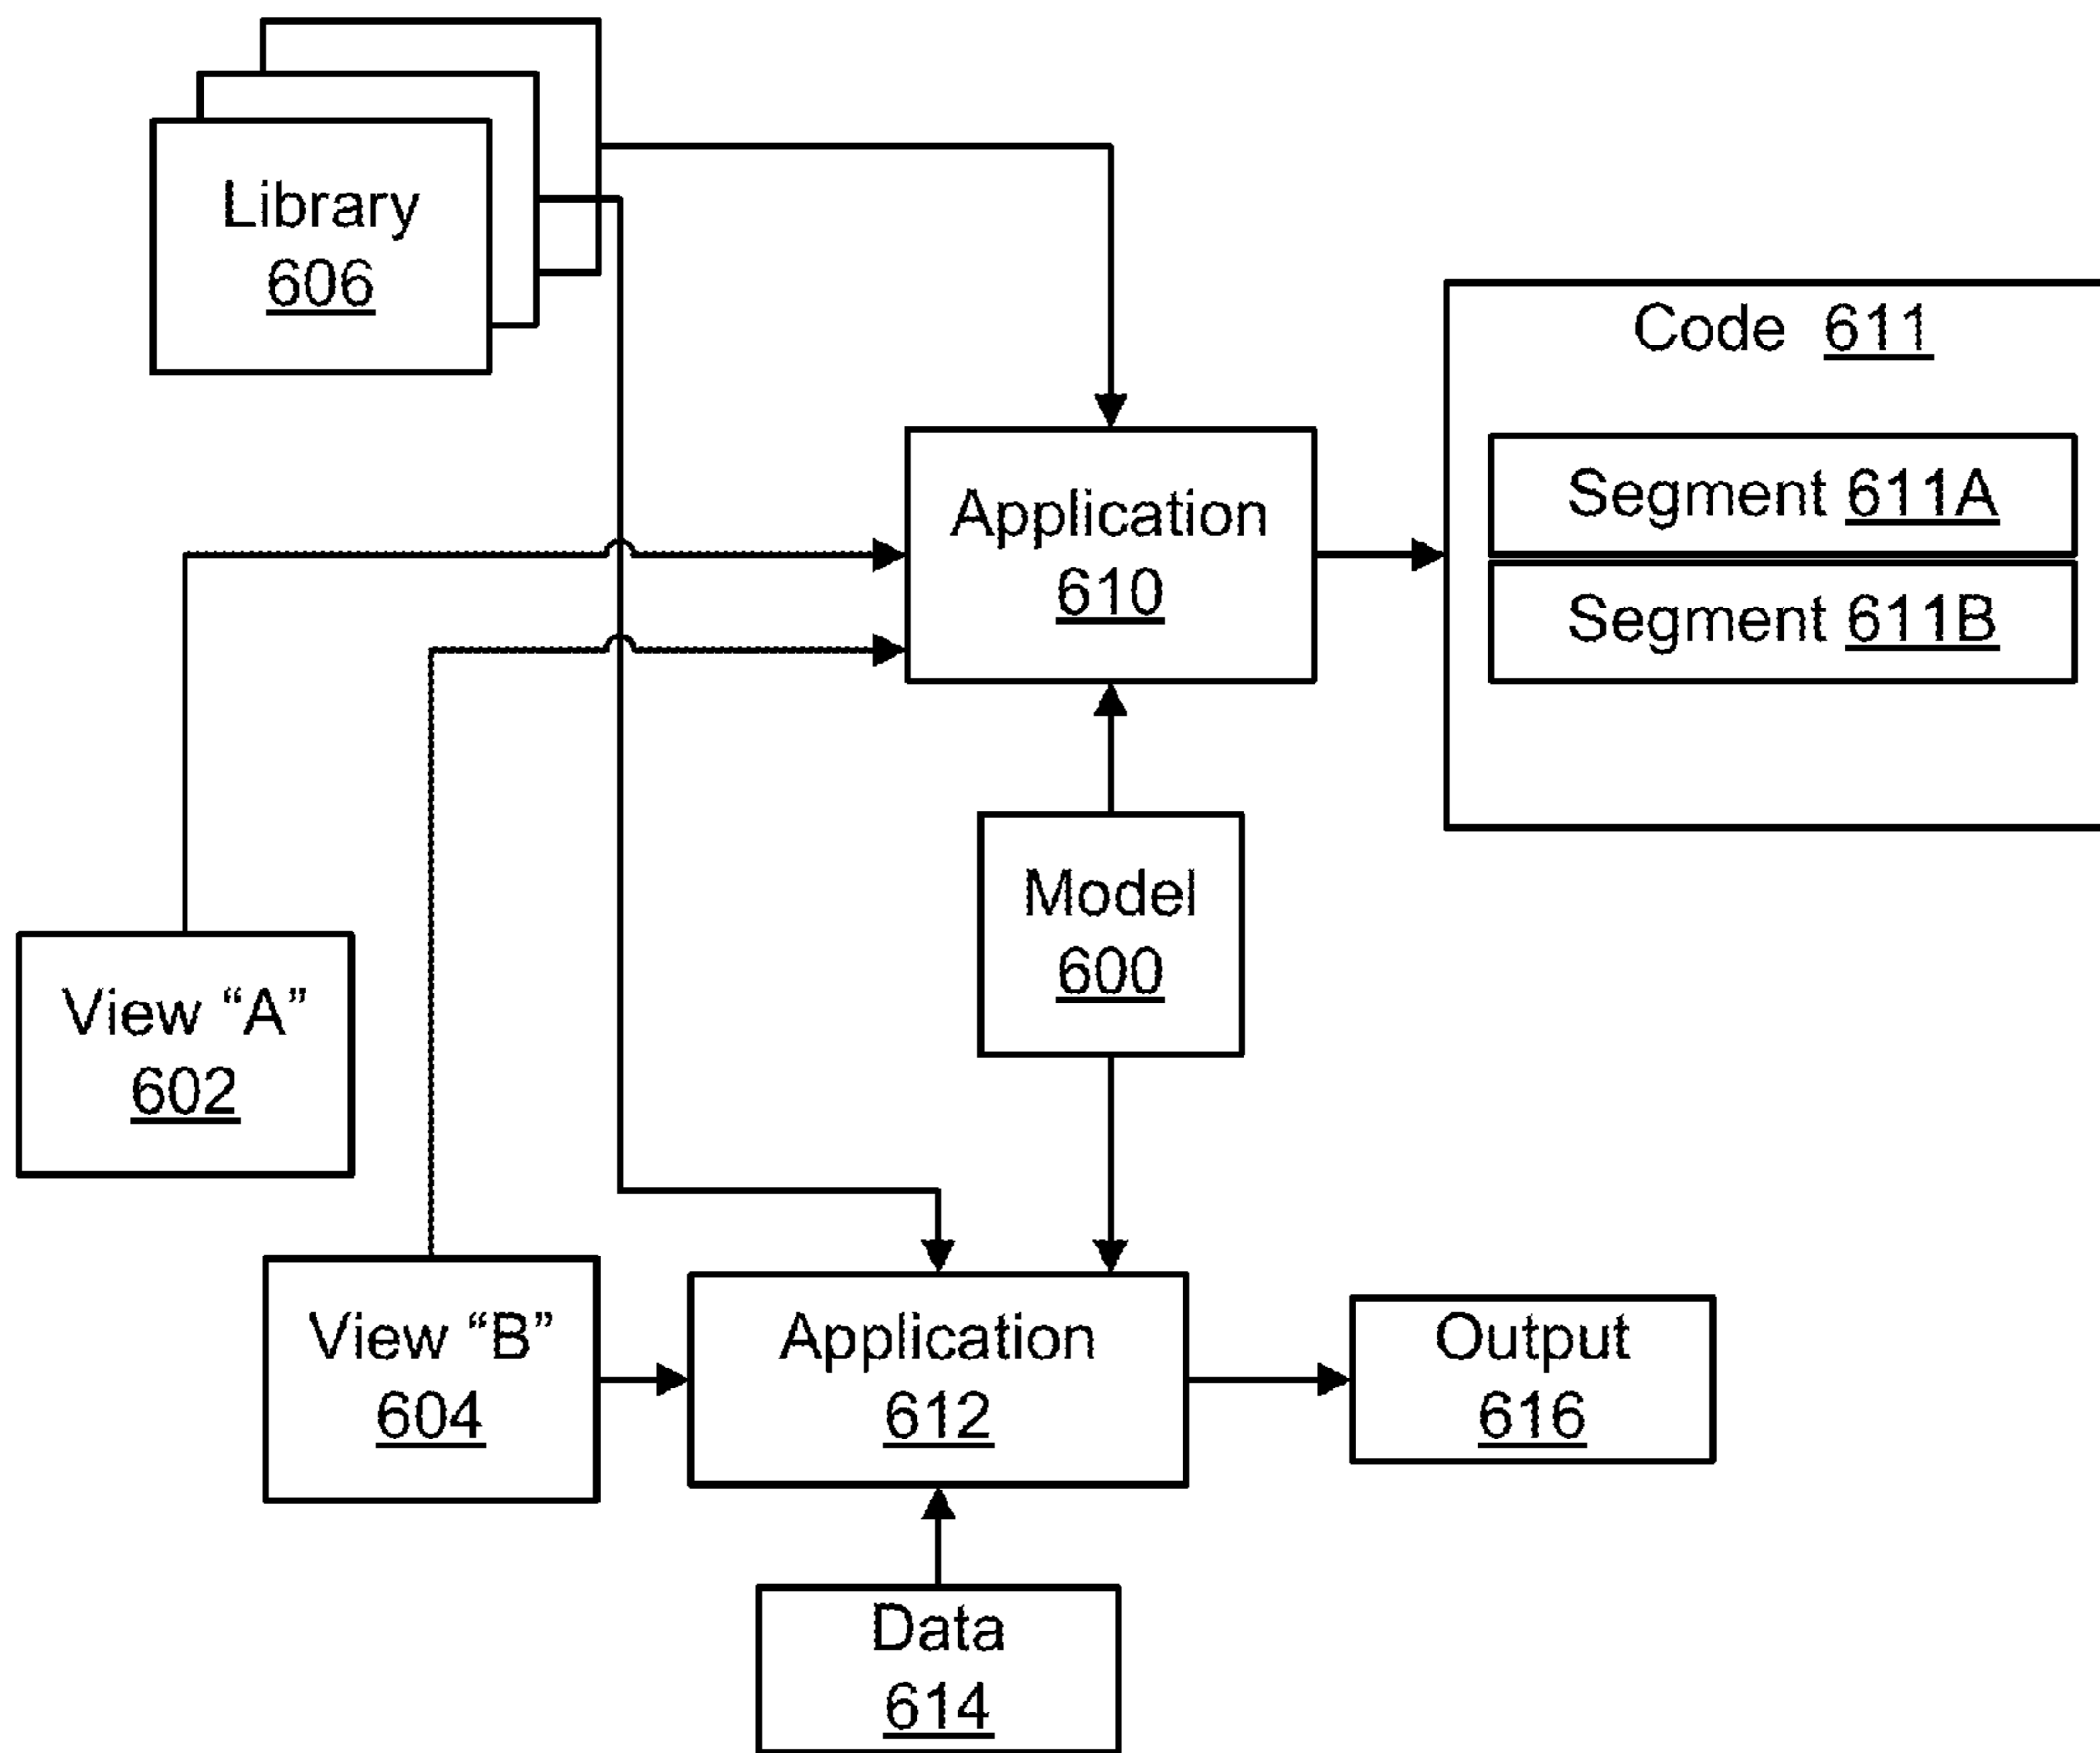 Library
606
Code 611
Segment 611A
Segment 611B
Application
610
Model
600
View “A”
602
View “B”
604
Application
612
Output
616
Data
614